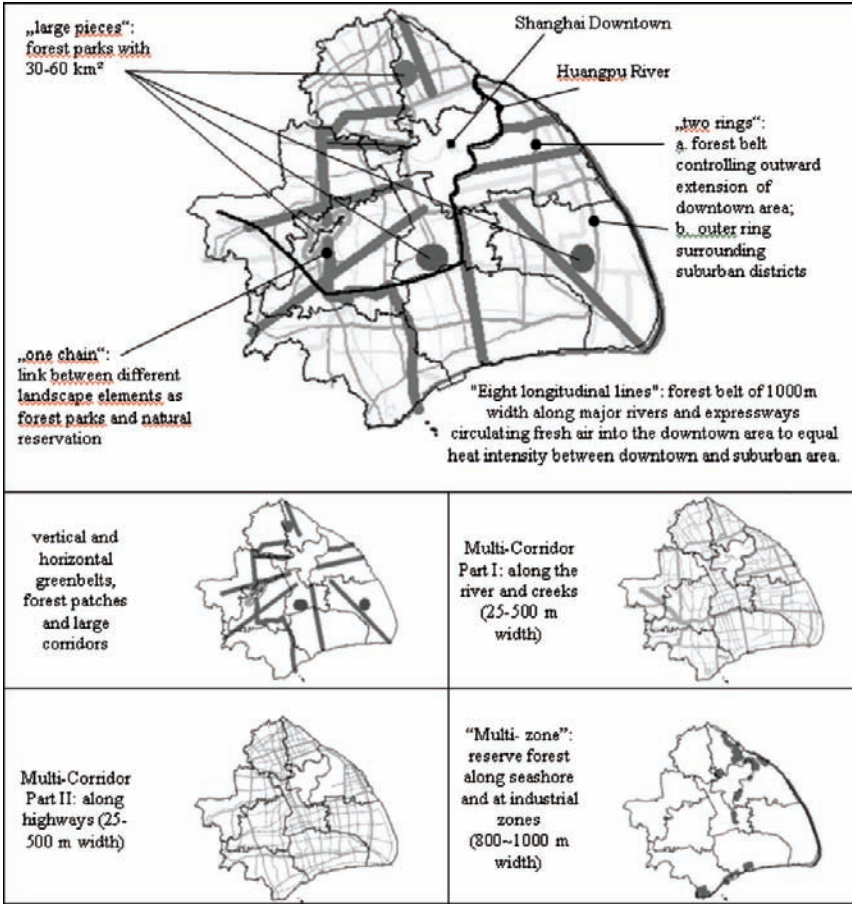 „large pieces“:
forest parks with
30-60 km²
Shanghai Downtown
Huangpu River
„two rings“:
a. forest belt
controlling outward
extension of
downtown area;
b. outer ring
surrounding
suburban districts
„one chain“:
link between different
landscape elements as
forest parks and natural
reservation
"Eight longitudinal lines": forest belt of 1000m
width along major rivers and expressways
circulating fresh air into the downtown area to equal
heat intensity between downtown and suburban area.
vertical and
horizontal
greenbelts,
forest patches
and large
corridors
Multi-Corridor
Part I: along the
river and creeks
(25-500 m
width)
Multi-Corridor
Part II: along
highways (25-
500 m width)
“Multi- zone”:
reserve forest
along seashore
and at industrial
zones
(800~1000 m
width)